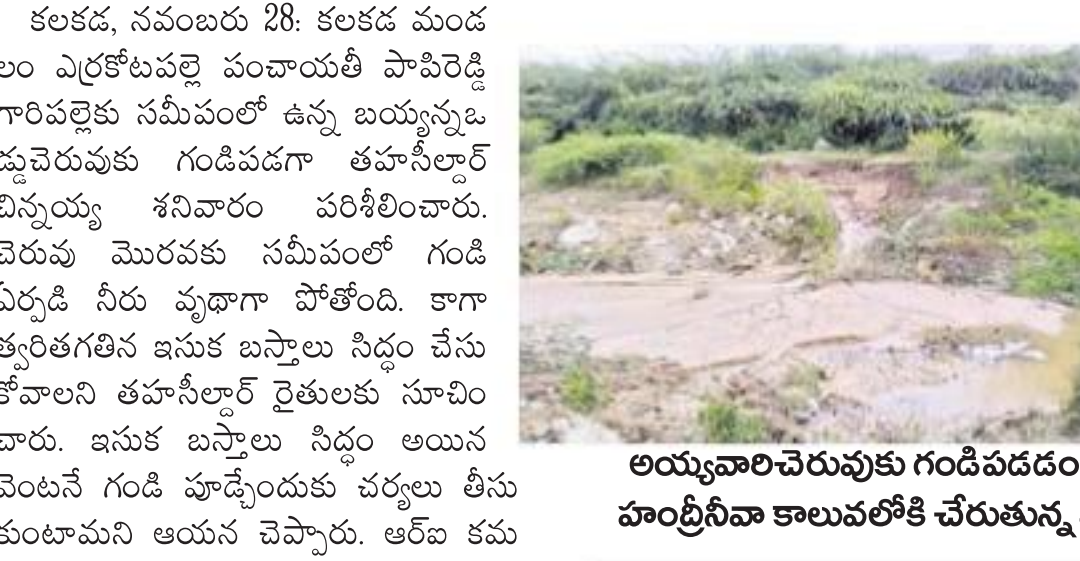 కలకడ, నవంబరు 28: కలకడ మండ
లం ఎర్రకోటపల్లె పంచాయతీ పాపిరెడ్డి
గారిపల్లెకు సమీపంలో ఉన్న బయ్యన్నఒ
డ్డుచెరువుకు గండిపడగా తహసీల్దార్
చిన్నయ్య శనివారం పరిశీలించారు.
చెరువు మొరవకు సమీపంలో గండి
ఏర్పడి నీరు వృథాగా పోతోంది. కాగా
త్వరితగతిన ఇసుక బస్తాలు సిద్ధం చేసు
కోవాలని తహసీల్దార్ రైతులకు సూచిం
చారు. ఇసుక బస్తాలు సిద్ధం అయిన
వెంటనే గండి పూడ్చేందుకు చర్యలు తీసు
కుంటామని ఆయన చెప్పారు. ఆర్ఐ కమ
అయ్యవారిచెరువుకు గండిపడడం
హంద్రీనీవా కాలువలోకి చేరుతున్న